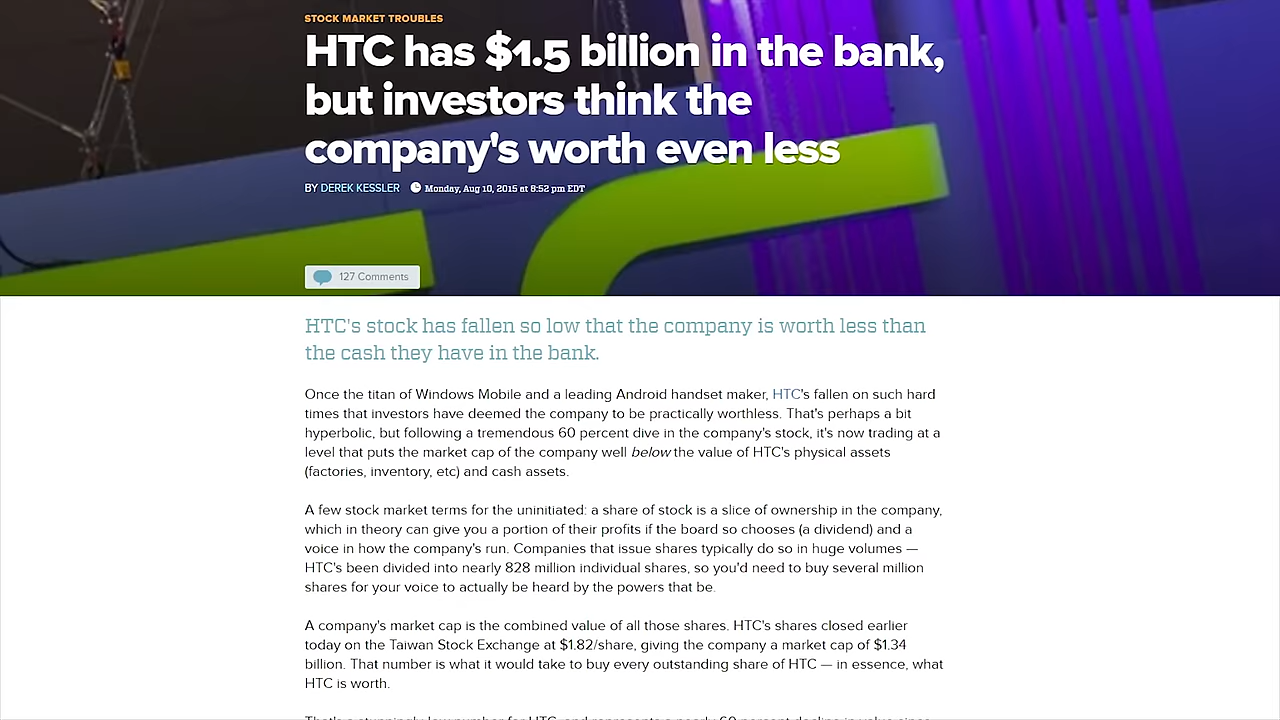 STOCK MARKET TROUBLES
HTC has $1.5 billion in the bank,
but investors think the
company's worth even less
BY DEREK KESSLER Monday, Aug 10, 2015 at 8:52 pm EDT
127 Comments
HTC's stock has fallen so low that the company is worth less than
the cash they have in the bank.
Once the titan of Windows Mobile and a leading Android handset maker, HTC's fallen on such hard
times that investors have deemed the company to be practically worthless. That's perhaps a bit
hyperbolic, but following a tremendous 60 percent dive in the company's stock, it's now trading at a
level that puts the market cap of the company well below the value of HTC's physical assets
(factories, inventory, etc) and cash assets.
A few stock market terms for the uninitiated: a share of stock is a slice of ownership in the company,
which in theory can give you a portion of their profits if the board so chooses (a dividend) and a
voice in how the company's run. Companies that issue shares typically do so in huge volumes —
HTC's been divided into nearly 828 million individual shares, so you'd need to buy several million
shares for your voice to actually be heard by the powers that be.
A company's market cap is the combined value of all those shares. HTC's shares closed earlier
today on the Taiwan Stock Exchange at $1.82/share, giving the company a market cap of $1.34
billion. That number is what it would take to buy every outstanding share of HTC — in essence, what
HTC is worth.